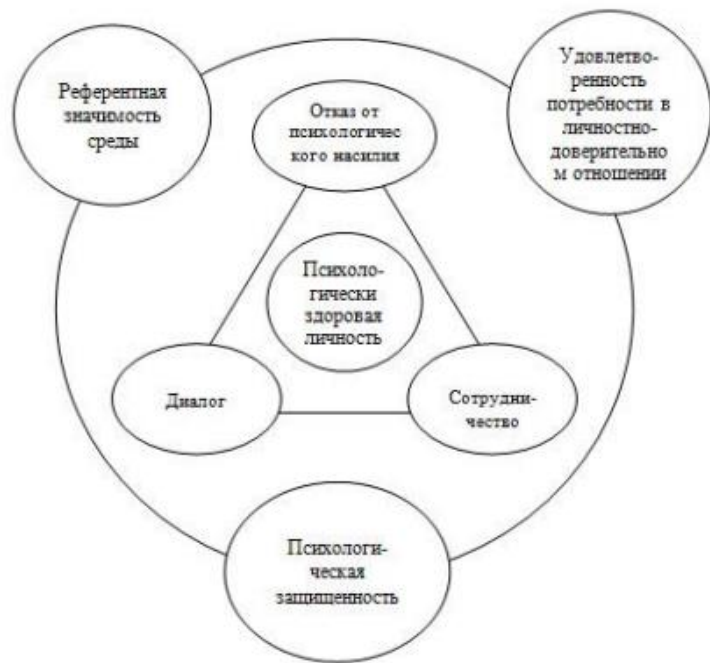 Референтная
значимость
среды
Отказ от
психологичес
кого насилия
Удовлетво-
ренность
потребности в
личностно-
доверительно
м отношении
Психоло-
гически
здоровая
личность
Диалог
Сотрудни-
чество
Психологи-
ческая
защищенность